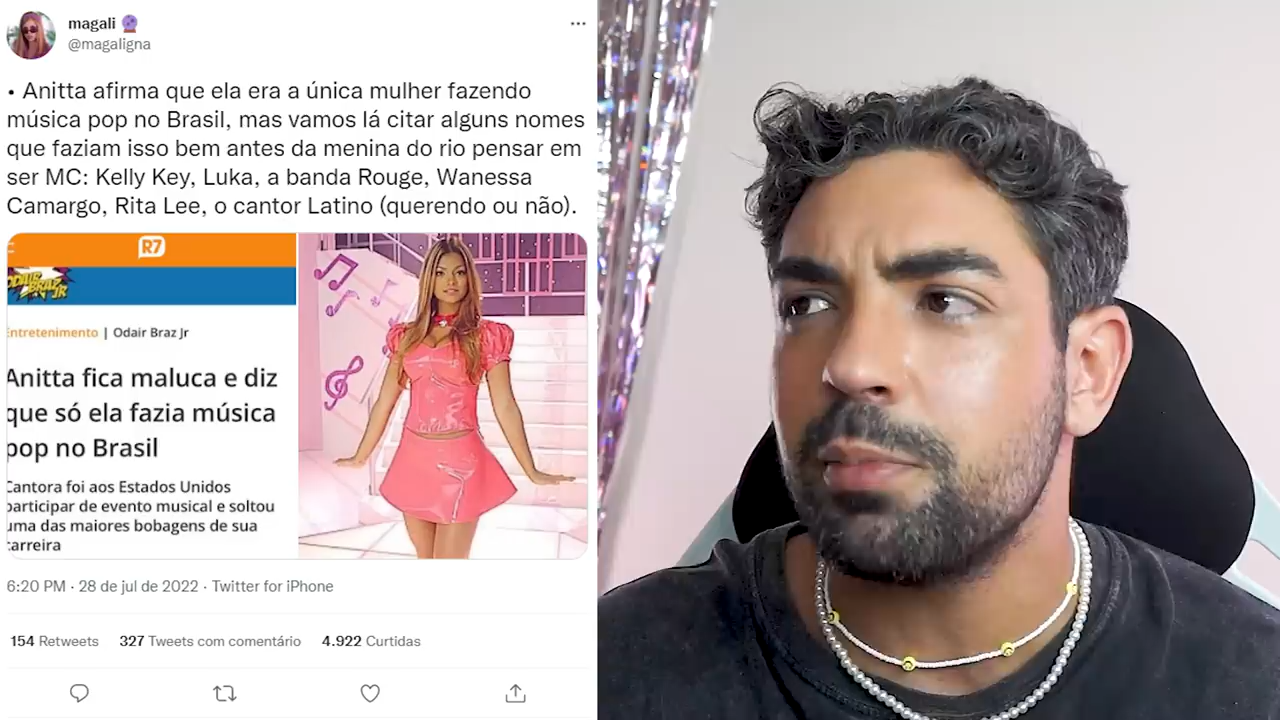 magali 🔮
@magaligna
• Anitta afirma que ela era a única mulher fazendo
música pop no Brasil, mas vamos lá citar alguns nomes
que faziam isso bem antes da menina do rio pensar em
ser MC: Kelly Key, Luka, a banda Rouge, Wanessa
Camargo, Rita Lee, o cantor Latino (querendo ou não).
R7
ODAIR BRAZ JR
Entretenimento | Odair Braz Jr
Anitta fica maluca e diz
que só ela fazia música
pop no Brasil
Cantora foi aos Estados Unidos
participar de evento musical e soltou
uma das maiores bobagens de sua
carreira
6:20 PM · 28 de jul de 2022 · Twitter for iPhone
154 Retweets 327 Tweets com comentário 4.922 Curtidas